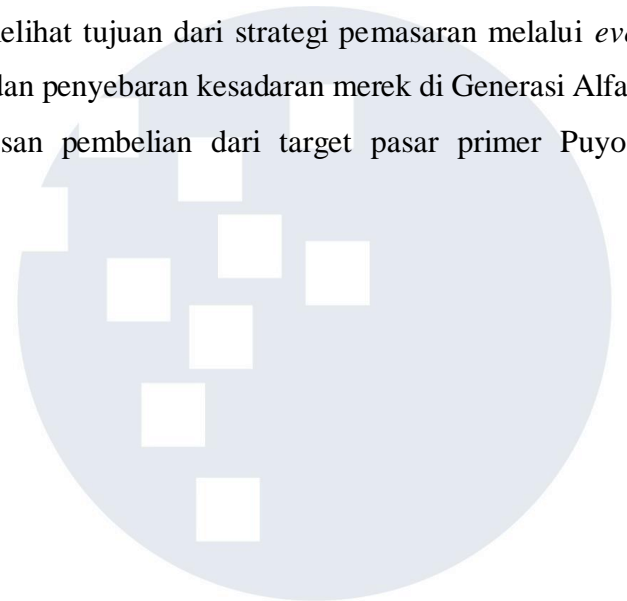 elihat tujuan dari strategi pemasaran melalui eve
dan penyebaran kesadaran merek di Generasi Alfa
san pembelian dari target pasar primer Puyo